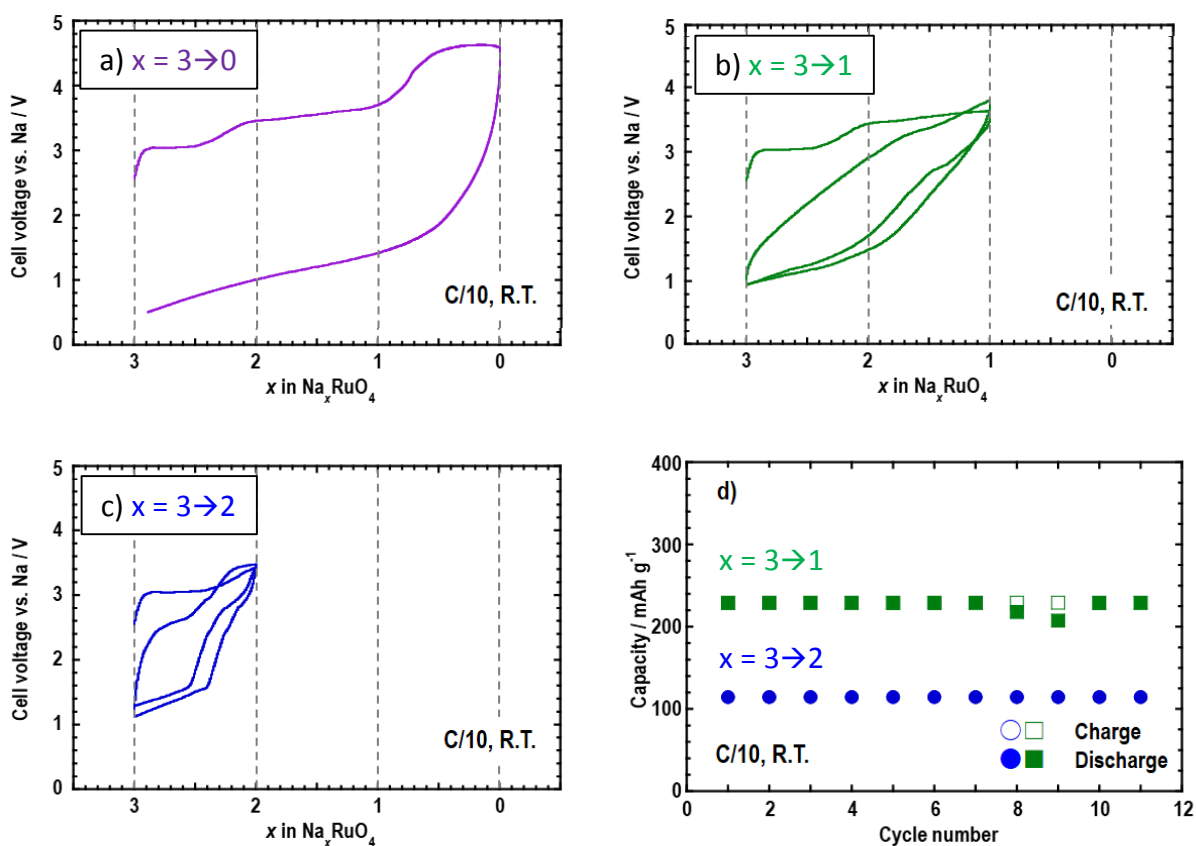 a) x = 3→0
Cell voltage vs. Na / V
5
4
3
2
1
0
C/10, R.T.
3 2 1 0
x in NaxRuO4
b) x = 3→1
Cell voltage vs. Na / V
5
4
3
2
1
0
C/10, R.T.
3 2 1 0
x in NaxRuO4
c) x = 3→2
Cell voltage vs. Na / V
5
4
3
2
1
0
C/10, R.T.
3 2 1 0
x in NaxRuO4
d)
Capacity / mAh g-1
400
300
200
100
0
x = 3→1
x = 3→2
Charge
C/10, R.T.
Discharge
0 2 4 6 8 10 12
Cycle number